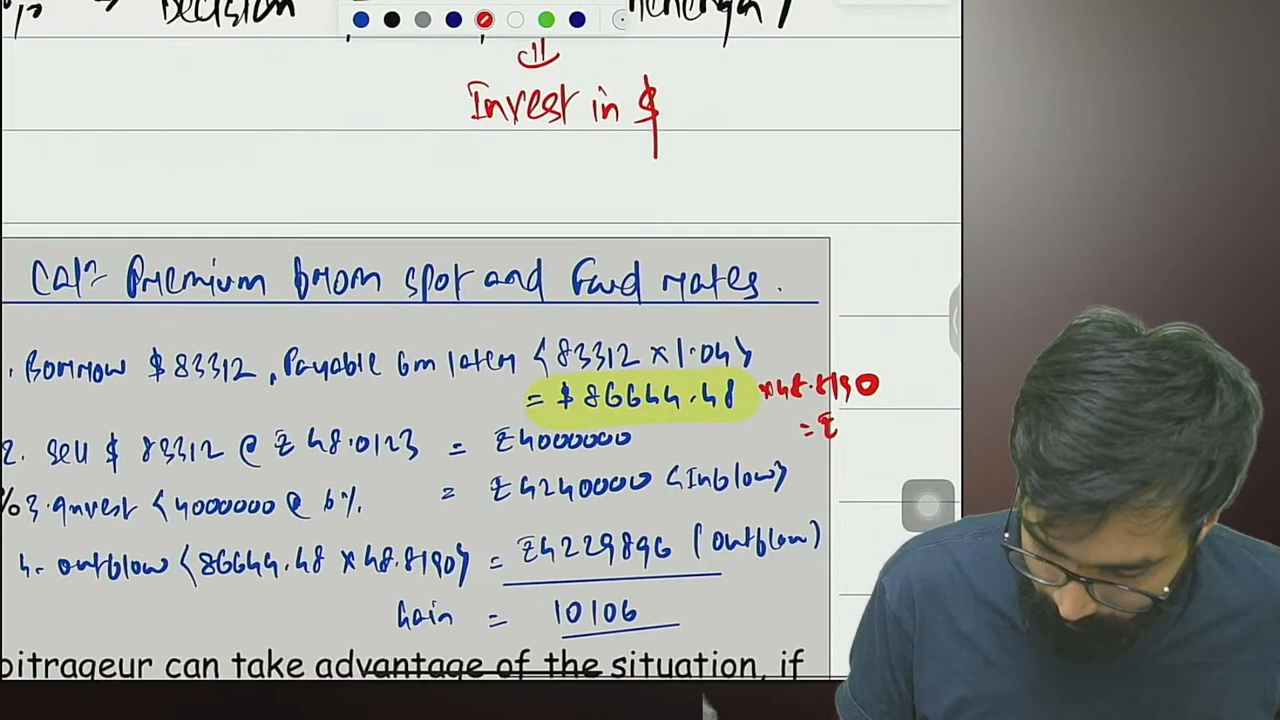 → Decision
Invest in $
Calⁿ Premium from spot and Fwd rates.
1. Borrow $ 83312, Payable 6m later <83312 x 1.04>
= $ 86644.48 x 48.8190
= ₹
2. Sell $ 83312 @ ₹ 48.0123 = ₹4000000
% 3. Invest <4000000 @ 6% = ₹4240000 <Inflow>
4. outflow <86644.48 x 48.8190> = ₹4229896 (outflow)
Gain = 10106
bitrageur can take advantage of the situation, if